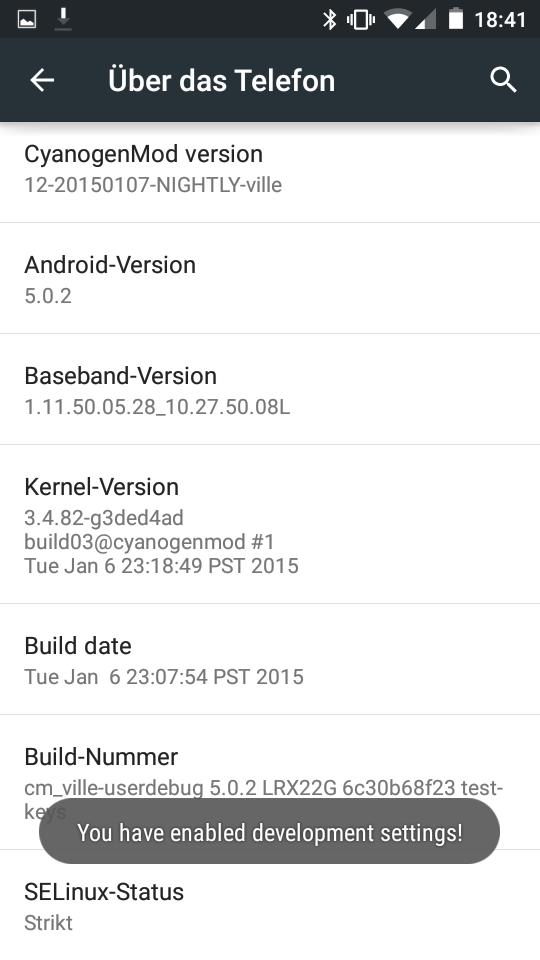 18:41
Über das Telefon
CyanogenMod version
12-20150107-NIGHTLY-ville
Android-Version
5.0.2
Baseband-Version
1.11.50.05.28_10.27.50.08L
Kernel-Version
3.4.82-g3ded4ad
build03@cyanogenmod #1
Tue Jan 6 23:18:49 PST 2015
Build date
Tue Jan  6 23:07:54 PST 2015
Build-Nummer
cm_ville-userdebug 5.0.2 LRX22G 6c30b68f23 test-
keys
You have enabled development settings!
SELinux-Status
Strikt